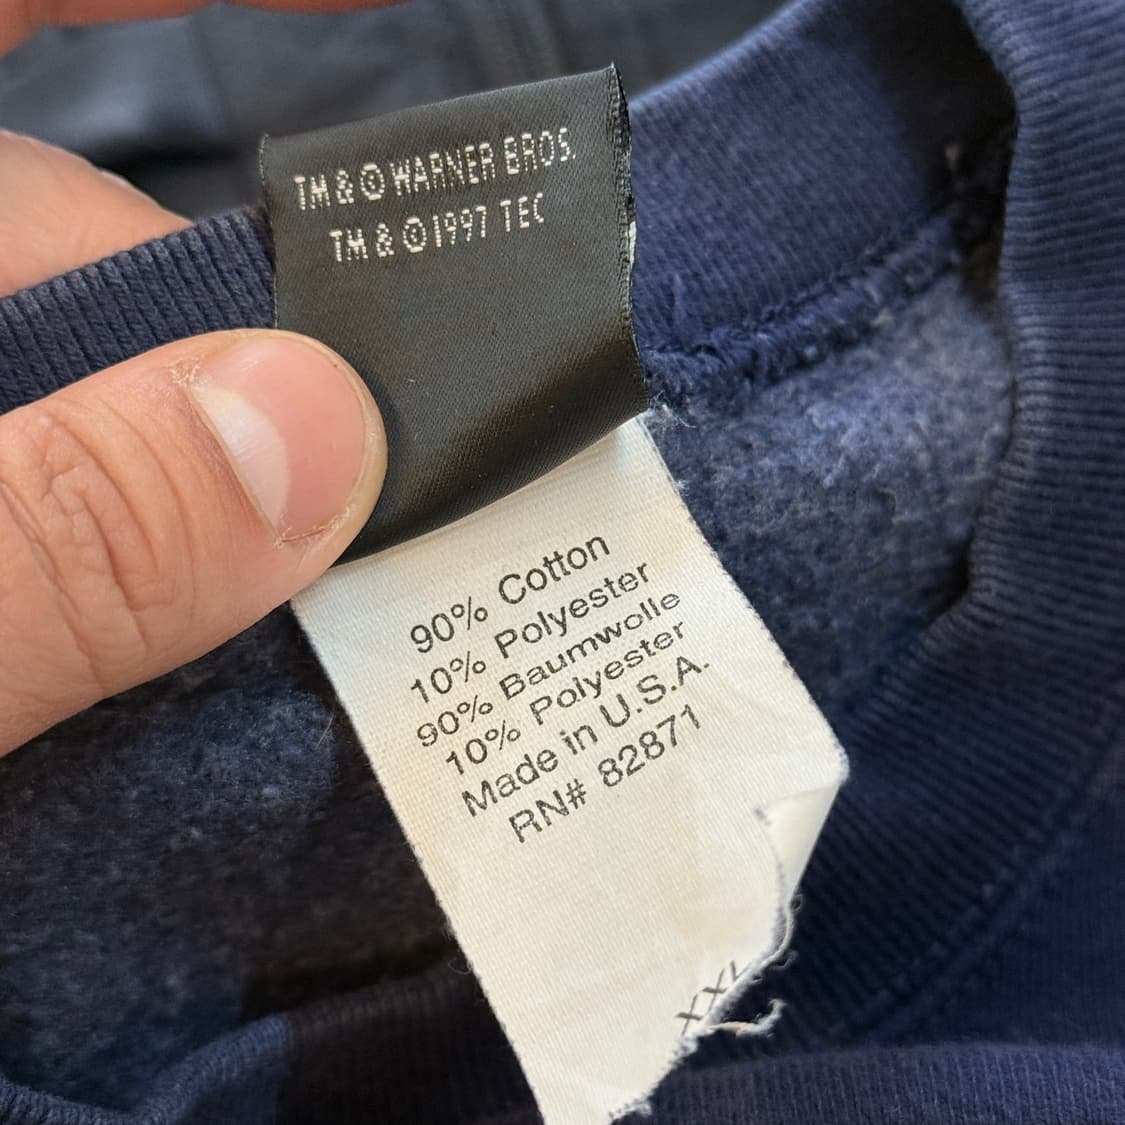 TM & © WARNER BROS.
TM & © 1997 TEC
90% Cotton
10% Polyester
90% Baumwolle
10% Polyester
Made in U.S.A.
RN# 82871
XXL